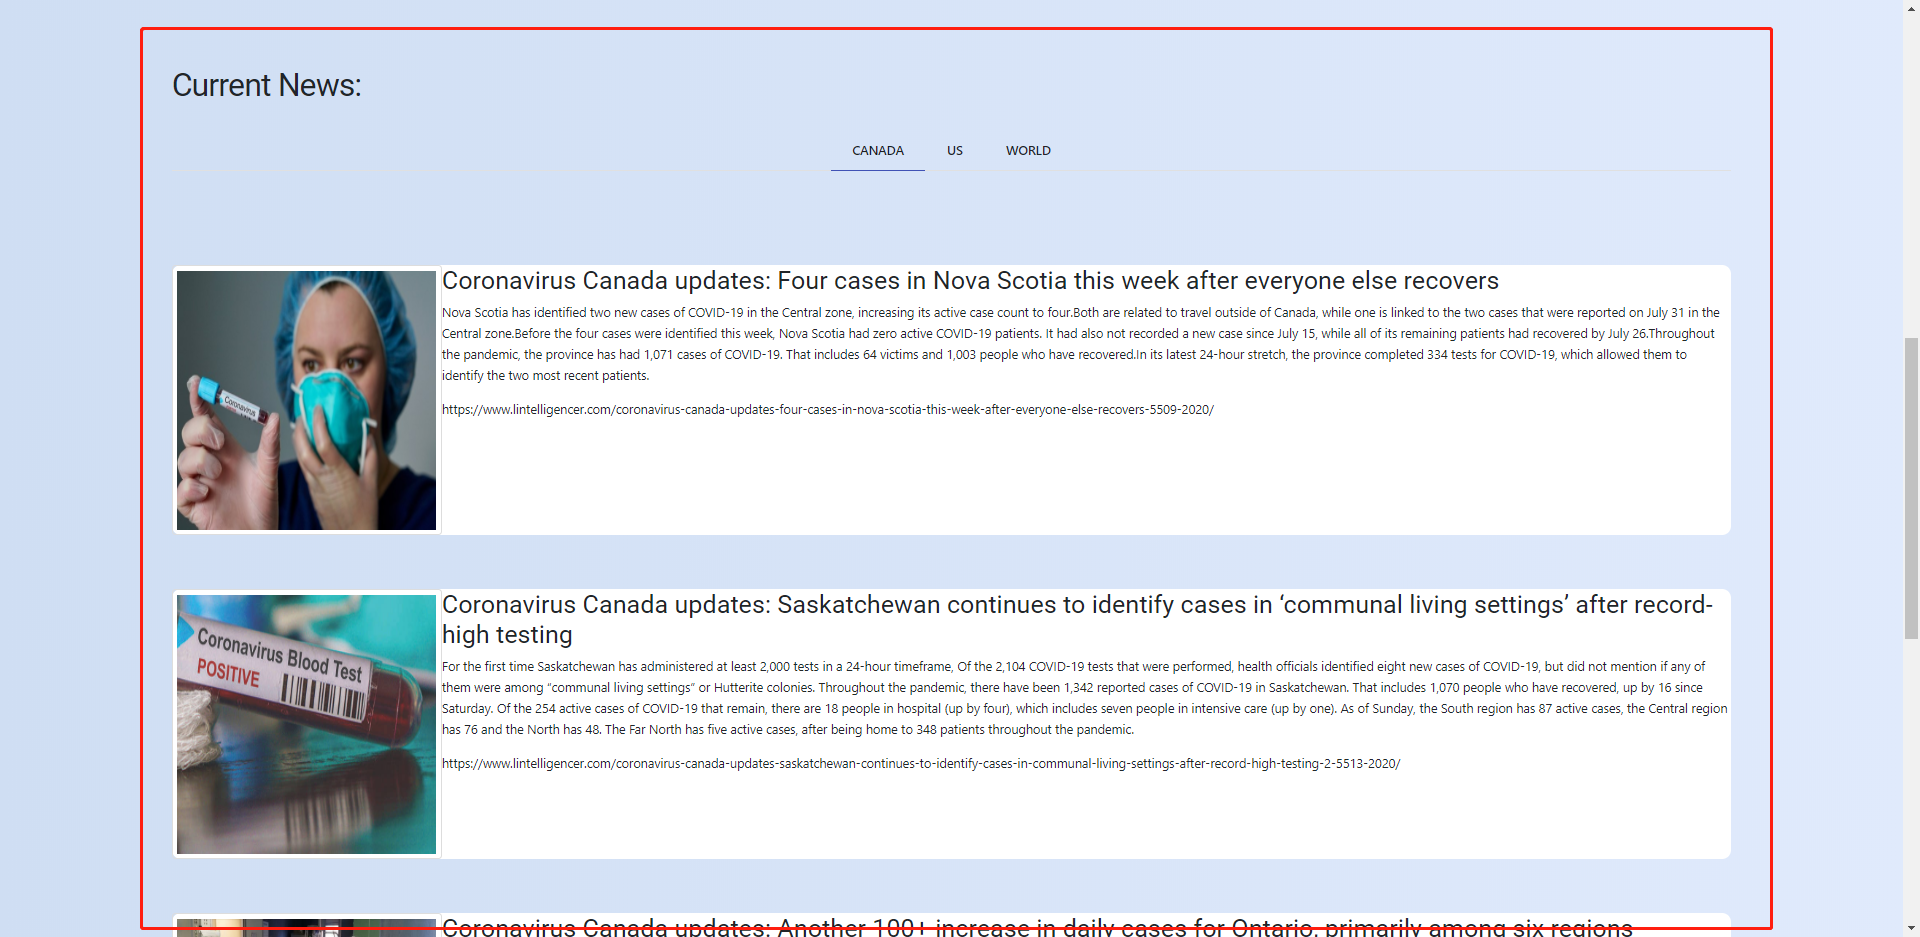 Current News:
CANADA US WORLD
Coronavirus Canada updates: Four cases in Nova Scotia this week after everyone else recovers
Nova Scotia has identified two new cases of COVID-19 in the Central zone, increasing its active case count to four.Both are related to travel outside of Canada, while one is linked to the two cases that were reported on July 31 in the
Central zone.Before the four cases were identified this week, Nova Scotia had zero active COVID-19 patients. It had also not recorded a new case since July 15, while all of its remaining patients had recovered by July 26.Throughout
the pandemic, the province has had 1,071 cases of COVID-19. That includes 64 victims and 1,003 people who have recovered.In its latest 24-hour stretch, the province completed 334 tests for COVID-19, which allowed them to
identify the two most recent patients.
https://www.lintelligencer.com/coronavirus-canada-updates-four-cases-in-nova-scotia-this-week-after-everyone-else-recovers-5509-2020/
Coronavirus
Coronavirus Canada updates: Saskatchewan continues to identify cases in ‘communal living settings’ after record-
high testing
For the first time Saskatchewan has administered at least 2,000 tests in a 24-hour timeframe, Of the 2,104 COVID-19 tests that were performed, health officials identified eight new cases of COVID-19, but did not mention if any of
them were among “communal living settings” or Hutterite colonies. Throughout the pandemic, there have been 1,342 reported cases of COVID-19 in Saskatchewan. That includes 1,070 people who have recovered, up by 16 since
Saturday. Of the 254 active cases of COVID-19 that remain, there are 18 people in hospital (up by four), which includes seven people in intensive care (up by one). As of Sunday, the South region has 87 active cases, the Central region
has 76 and the North has 48. The Far North has five active cases, after being home to 348 patients throughout the pandemic.
https://www.lintelligencer.com/coronavirus-canada-updates-saskatchewan-continues-to-identify-cases-in-communal-living-settings-after-record-high-testing-2-5513-2020/
Coronavirus Blood Test
POSITIVE
Coronavirus Canada updates: Another 100+ increase in daily cases for Ontario, primarily among six regions